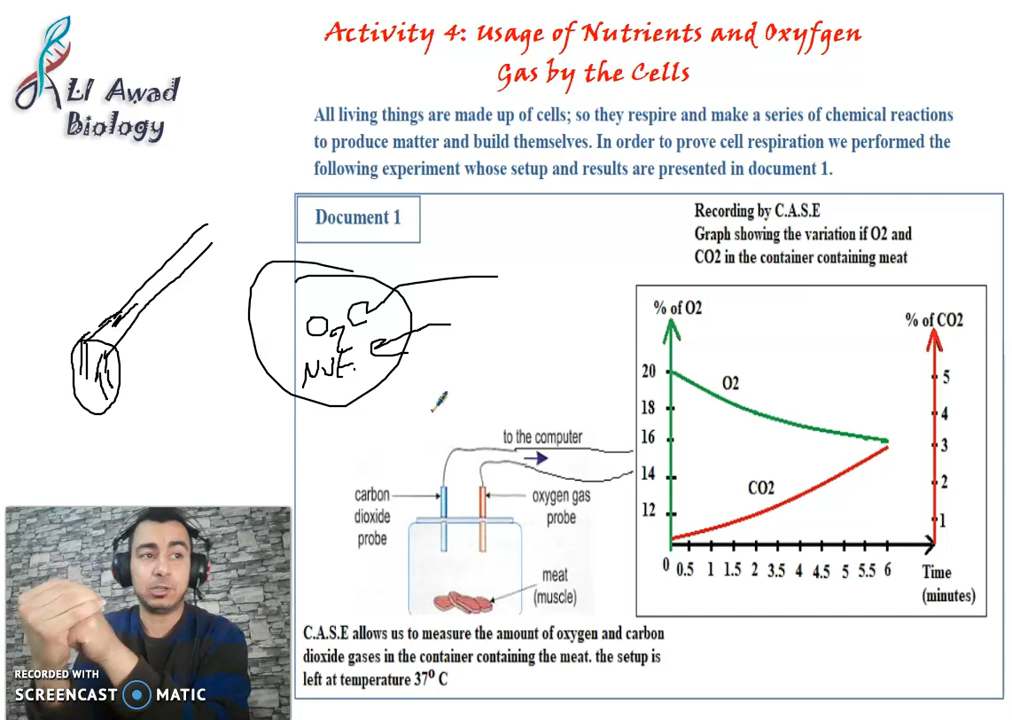 Activity 4: Usage of Nutrients and Oxyfgen
Gas by the Cells
ALI Awad
Biology
All living things are made up of cells; so they respire and make a series of chemical reactions
to produce matter and build themselves. In order to prove cell respiration we performed the
following experiment whose setup and results are presented in document 1.
Document 1
Recording by C.A.S.E
Graph showing the variation if O2 and
CO2 in the container containing meat
O2
NuE.
% of O2
% of CO2
20
18
16
14
12
O2
CO2
5
4
3
2
1
0 0.5 1 1.5 2 3.5 4 4.5 5 5.5 6
Time
(minutes)
to the computer
carbon
dioxide
probe
oxygen gas
probe
meat
(muscle)
C.A.S.E allows us to measure the amount of oxygen and carbon
dioxide gases in the container containing the meat. the setup is
left at temperature 37⁰ C
RECORDED WITH
SCREENCAST MATIC